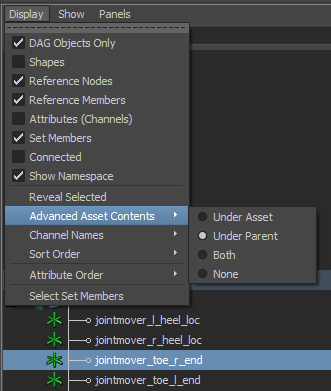 Display Show Panels
DAG Objects Only
Shapes
Reference Nodes
Reference Members
Attributes (Channels)
Set Members
Connected
Show Namespace
Reveal Selected
Advanced Asset Contents
Under Asset
Channel Names
Under Parent
Sort Order
Both
Attribute Order
None
Select Set Members
jointmover_l_heel_loc
jointmover_r_heel_loc
jointmover_toe_r_end
jointmover_toe_l_end